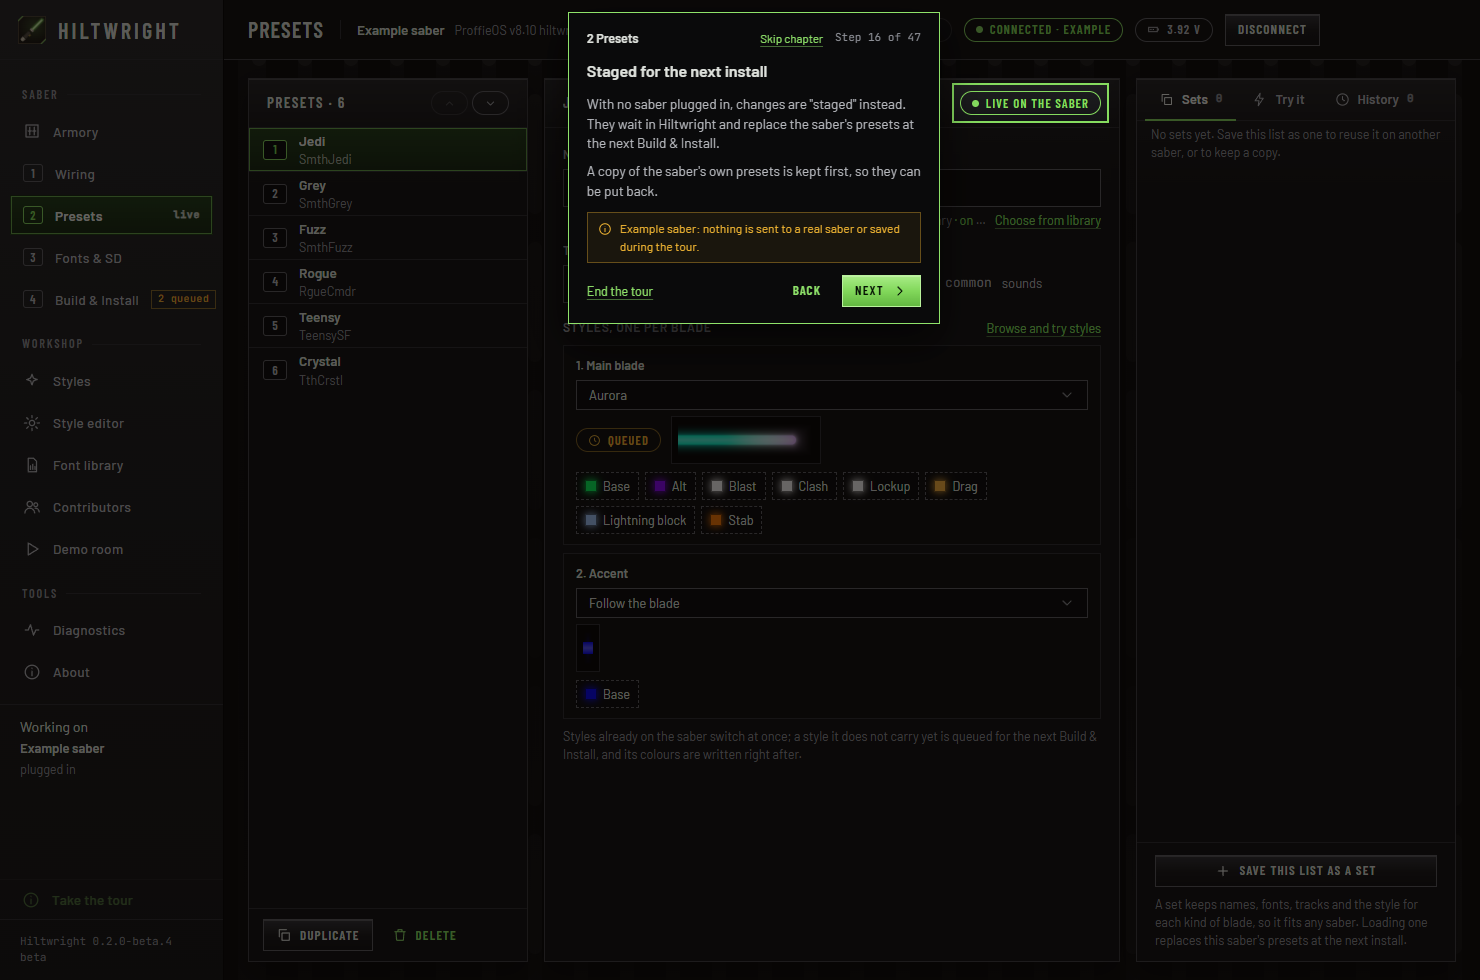 HILTWRIGHT
SABER
Armory
1 Wiring
2 Presets live
3 Fonts & SD
4 Build & Install 2 queued
WORKSHOP
Styles
Style editor
Font library
Contributors
Demo room
TOOLS
Diagnostics
About
Working on
Example saber
plugged in
Take the tour
Hiltwright 0.2.0-beta.4
beta
PRESETS
Example saber ProffieOS v8.10 hiltw
CONNECTED · EXAMPLE
3.92 V
DISCONNECT
PRESETS · 6
1 Jedi
SmthJedi
2 Grey
SmthGrey
3 Fuzz
SmthFuzz
4 Rogue
RgueCmdr
5 Teensy
TeensySF
6 Crystal
TthCrstl
DUPLICATE
DELETE
2 Presets
Skip chapter
Step 16 of 47
Staged for the next install
With no saber plugged in, changes are "staged" instead.
They wait in Hiltwright and replace the saber's presets at
the next Build & Install.
A copy of the saber's own presets is kept first, so they can
be put back.
Example saber: nothing is sent to a real saber or saved
during the tour.
End the tour
BACK
NEXT
LIVE ON THE SABER
ry · on ... Choose from library
common sounds
STYLES, ONE PER BLADE
Browse and try styles
1. Main blade
Aurora
QUEUED
Base
Alt
Blast
Clash
Lockup
Drag
Lightning block
Stab
2. Accent
Follow the blade
Base
Styles already on the saber switch at once; a style it does not carry yet is queued for the next Build &
Install, and its colours are written right after.
Sets 0
Try it
History 0
No sets yet. Save this list as one to reuse it on another
saber, or to keep a copy.
SAVE THIS LIST AS A SET
A set keeps names, fonts, tracks and the style for
each kind of blade, so it fits any saber. Loading one
replaces this saber's presets at the next install.